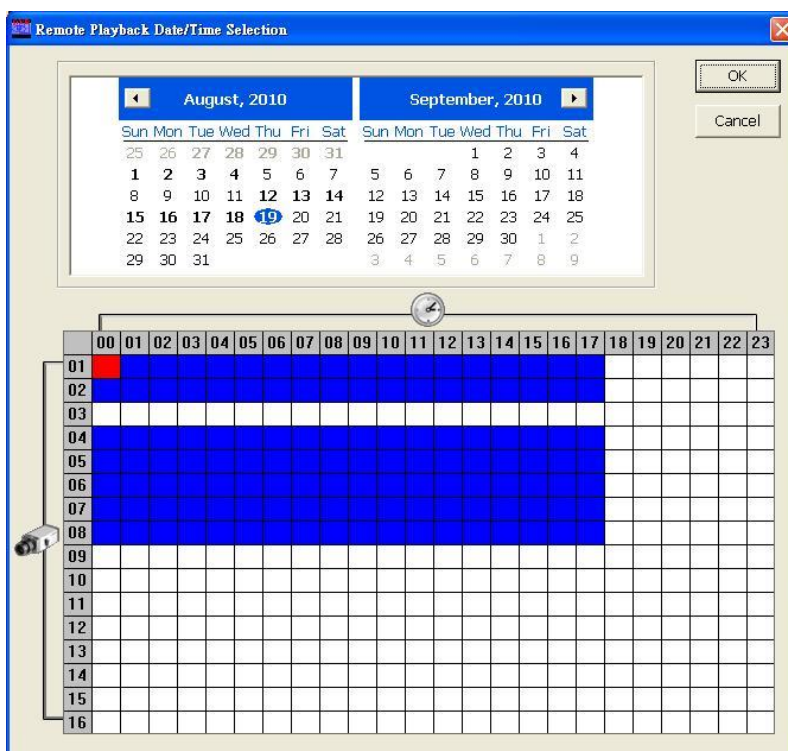 Remote Playback Date/Time Selection
OK
Cancel
August, 2010 September, 2010
Sun Mon Tue Wed Thu Fri Sat Sun Mon Tue Wed Thu Fri Sat
25 26 27 28 29 30 31 1 2 3 4
1 2 3 4 5 6 7 5 6 7 8 9 10 11
8 9 10 11 12 13 14 12 13 14 15 16 17 18
15 16 17 18 19 20 21 19 20 21 22 23 24 25
22 23 24 25 26 27 28 26 27 28 29 30 1 2
29 30 31 3 4 5 6 7 8 9
00 01 02 03 04 05 06 07 08 09 10 11 12 13 14 15 16 17 18 19 20 21 22 23
01
02
03
04
05
06
07
08
09
10
11
12
13
14
15
16